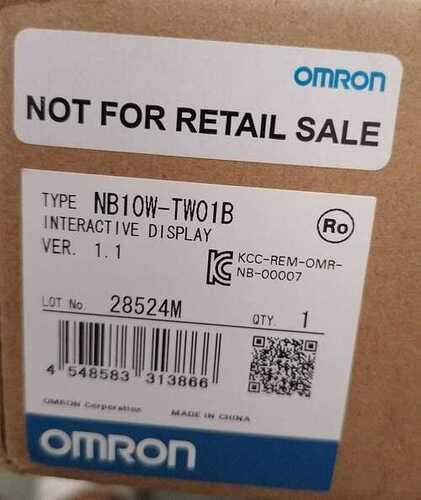 OMRON
NOT FOR RETAIL SALE
TYPE NB10W-TW01B
INTERACTIVE DISPLAY
VER. 1.1
Ro
KCC-REM-OMR-
NB-00007
LOT No. 28524M
QTY. 1
4 548583 313866
OMRON Corporation MADE IN CHINA
OMRON